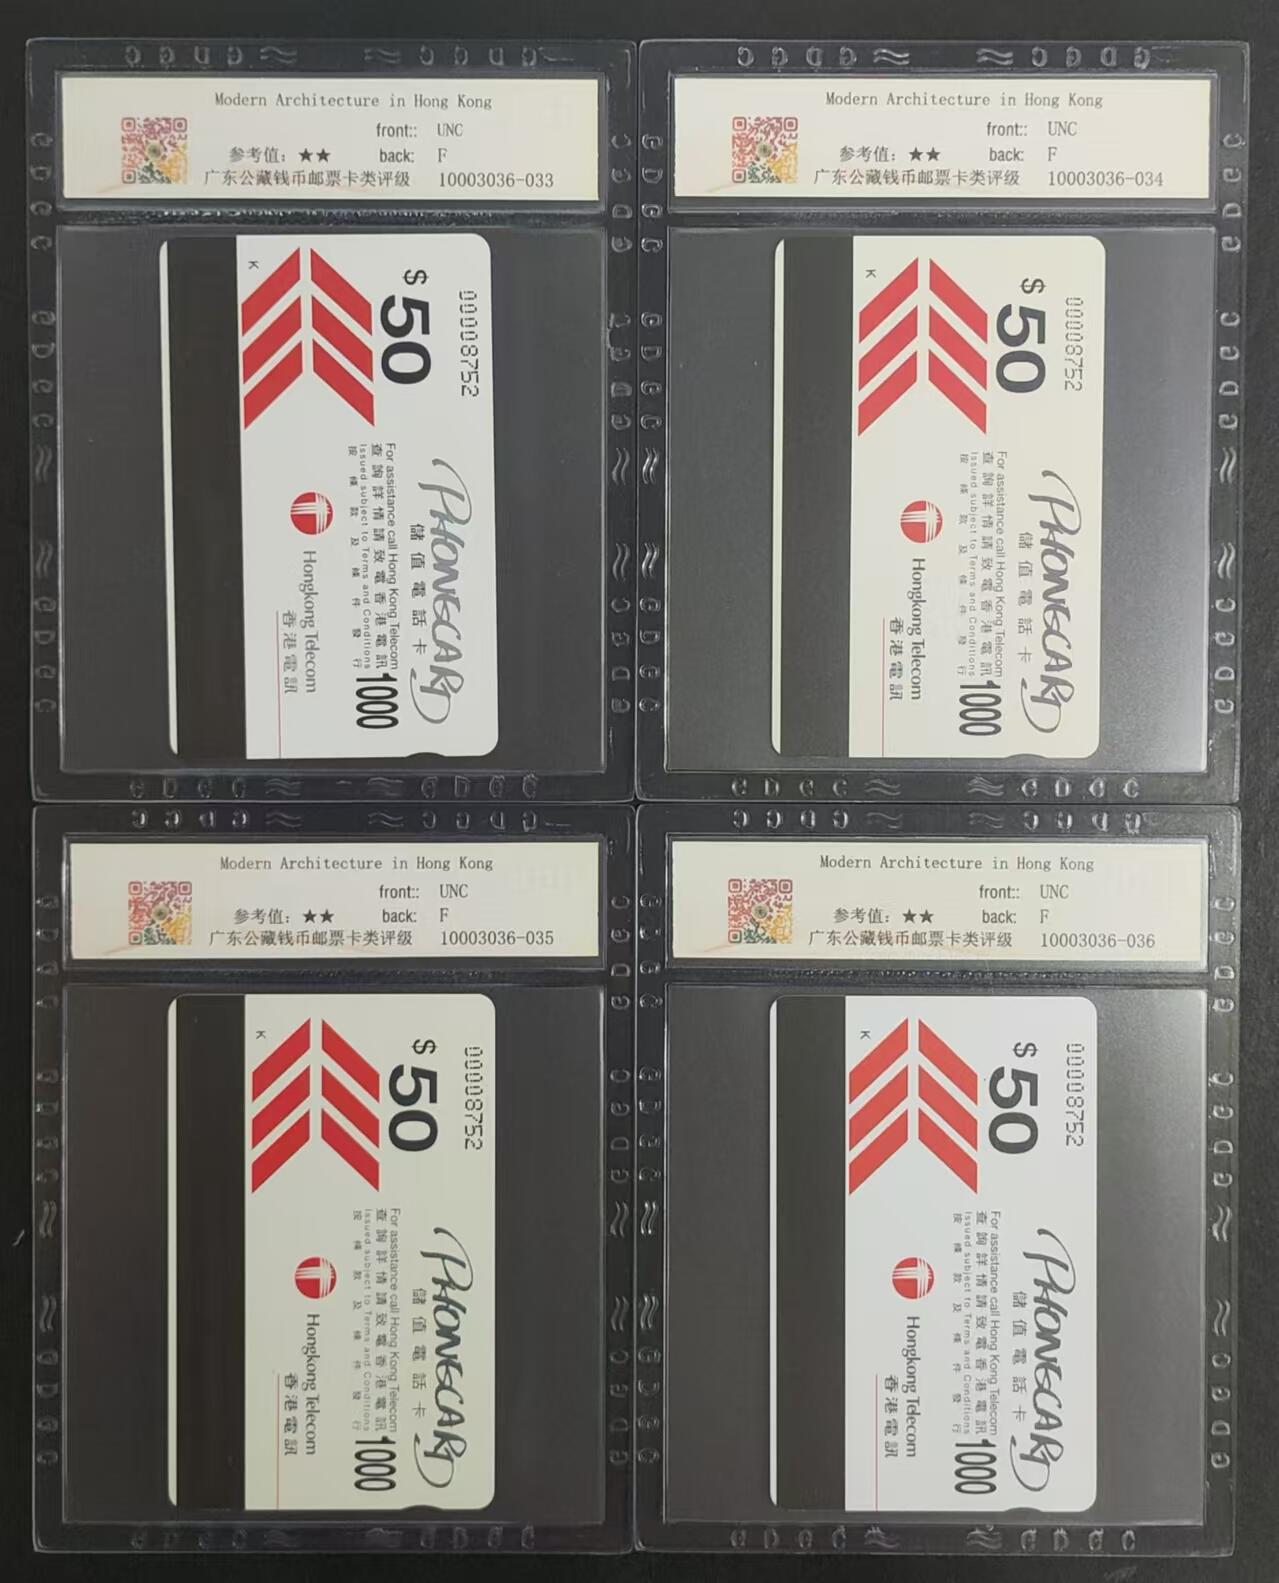 Modern Architecture in Hong Kong
front:: UNC
参考值：★★ back: F
广东公藏钱币邮票卡类评级 10003036-033
K
$50
00008752
PHONECARD
儲值電話卡
For assistance call Hong Kong Telecom
查詢詳情請致電香港電訊
Issued subject to Terms and Conditions
按條款及條件發行
1000
Hongkong Telecom
香港電訊
Modern Architecture in Hong Kong
front:: UNC
参考值：★★ back: F
广东公藏钱币邮票卡类评级 10003036-034
K
$50
00008752
PHONECARD
儲值電話卡
For assistance call Hong Kong Telecom
查詢詳情請致電香港電訊
Issued subject to Terms and Conditions
按條款及條件發行
1000
Hongkong Telecom
香港電訊
Modern Architecture in Hong Kong
front:: UNC
参考值：★★ back: F
广东公藏钱币邮票卡类评级 10003036-035
K
$50
00008752
PHONECARD
儲值電話卡
For assistance call Hong Kong Telecom
查詢詳情請致電香港電訊
Issued subject to Terms and Conditions
按條款及條件發行
1000
Hongkong Telecom
香港電訊
Modern Architecture in Hong Kong
front:: UNC
参考值：★★ back: F
广东公藏钱币邮票卡类评级 10003036-036
K
$50
00008752
PHONECARD
儲值電話卡
For assistance call Hong Kong Telecom
查詢詳情請致電香港電訊
Issued subject to Terms and Conditions
按條款及條件發行
1000
Hongkong Telecom
香港電訊